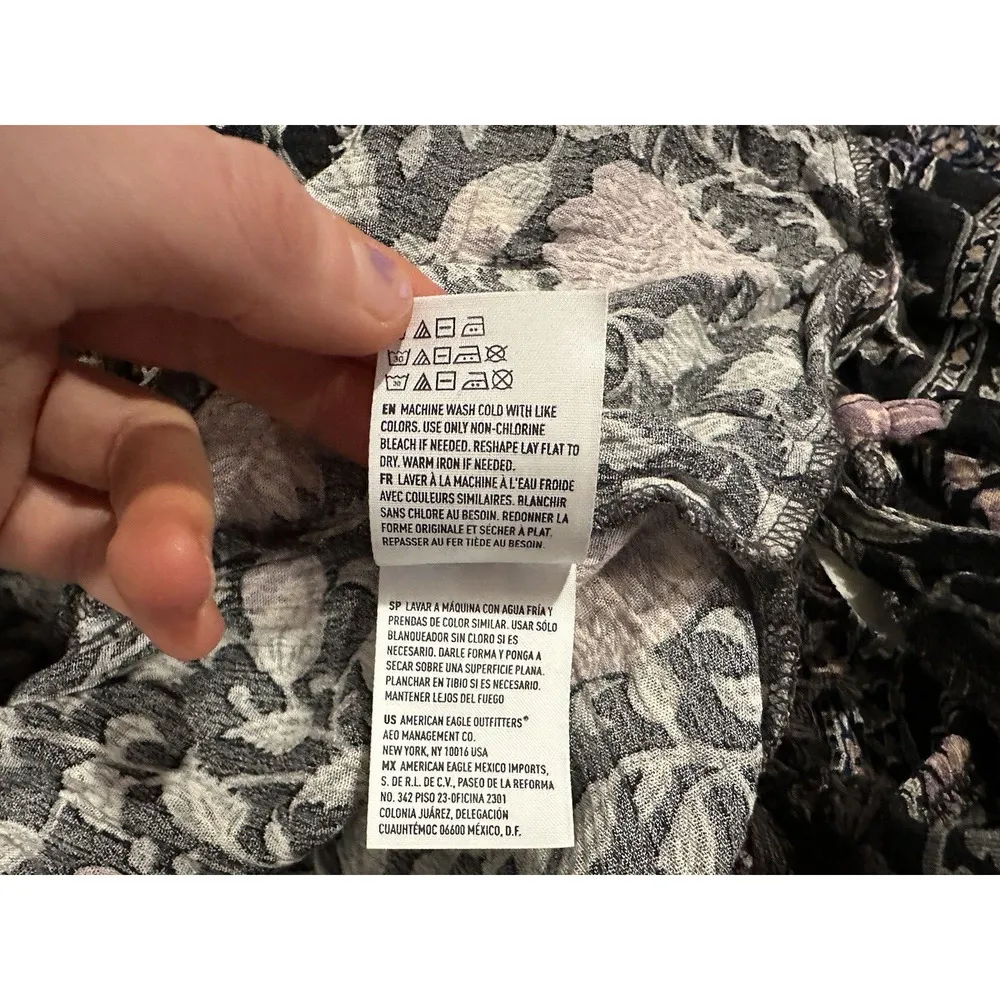 30
30
EN MACHINE WASH COLD WITH LIKE
COLORS. USE ONLY NON-CHLORINE
BLEACH IF NEEDED. RESHAPE LAY FLAT TO
DRY. WARM IRON IF NEEDED.
FR LAVER À LA MACHINE À L'EAU FROIDE
AVEC COULEURS SIMILAIRES. BLANCHIR
SANS CHLORE AU BESOIN. REDONNER LA
FORME ORIGINALE ET SÉCHER À PLAT.
REPASSER AU FER TIÈDE AU BESOIN.
SP LAVAR A MÁQUINA CON AGUA FRÍA Y
PRENDAS DE COLOR SIMILAR. USAR SÓLO
BLANQUEADOR SIN CLORO SI ES
NECESARIO. DARLE FORMA Y PONGA A
SECAR SOBRE UNA SUPERFICIE PLANA.
PLANCHAR EN TIBIO SI ES NECESARIO.
MANTENER LEJOS DEL FUEGO
US AMERICAN EAGLE OUTFITTERS®
AEO MANAGEMENT CO.
NEW YORK, NY 10016 USA
MX AMERICAN EAGLE MEXICO IMPORTS,
S. DE R.L. DE C.V., PASEO DE LA REFORMA
NO. 342 PISO 23-OFICINA 2301
COLONIA JUÁREZ, DELEGACIÓN
CUAUHTÉMOC 06600 MÉXICO, D.F.